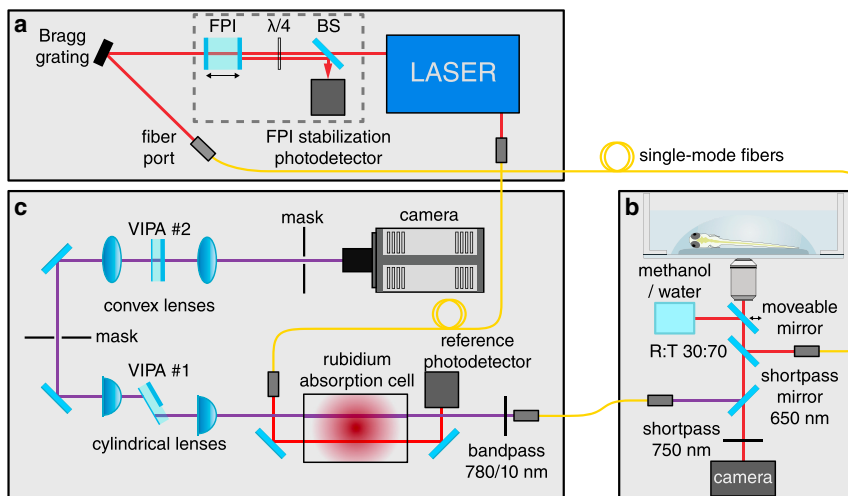 a
FPI
λ/4
BS
Bragg
grating
LASER
fiber
port
FPI stabilization
photodetector
single-mode fibers
c
VIPA #2
mask
camera
convex lenses
mask
VIPA #1
cylindrical lenses
rubidium
absorption cell
reference
photodetector
bandpass
780/10 nm
b
methanol
/ water
moveable
mirror
R:T 30:70
shortpass
mirror
650 nm
shortpass
750 nm
camera